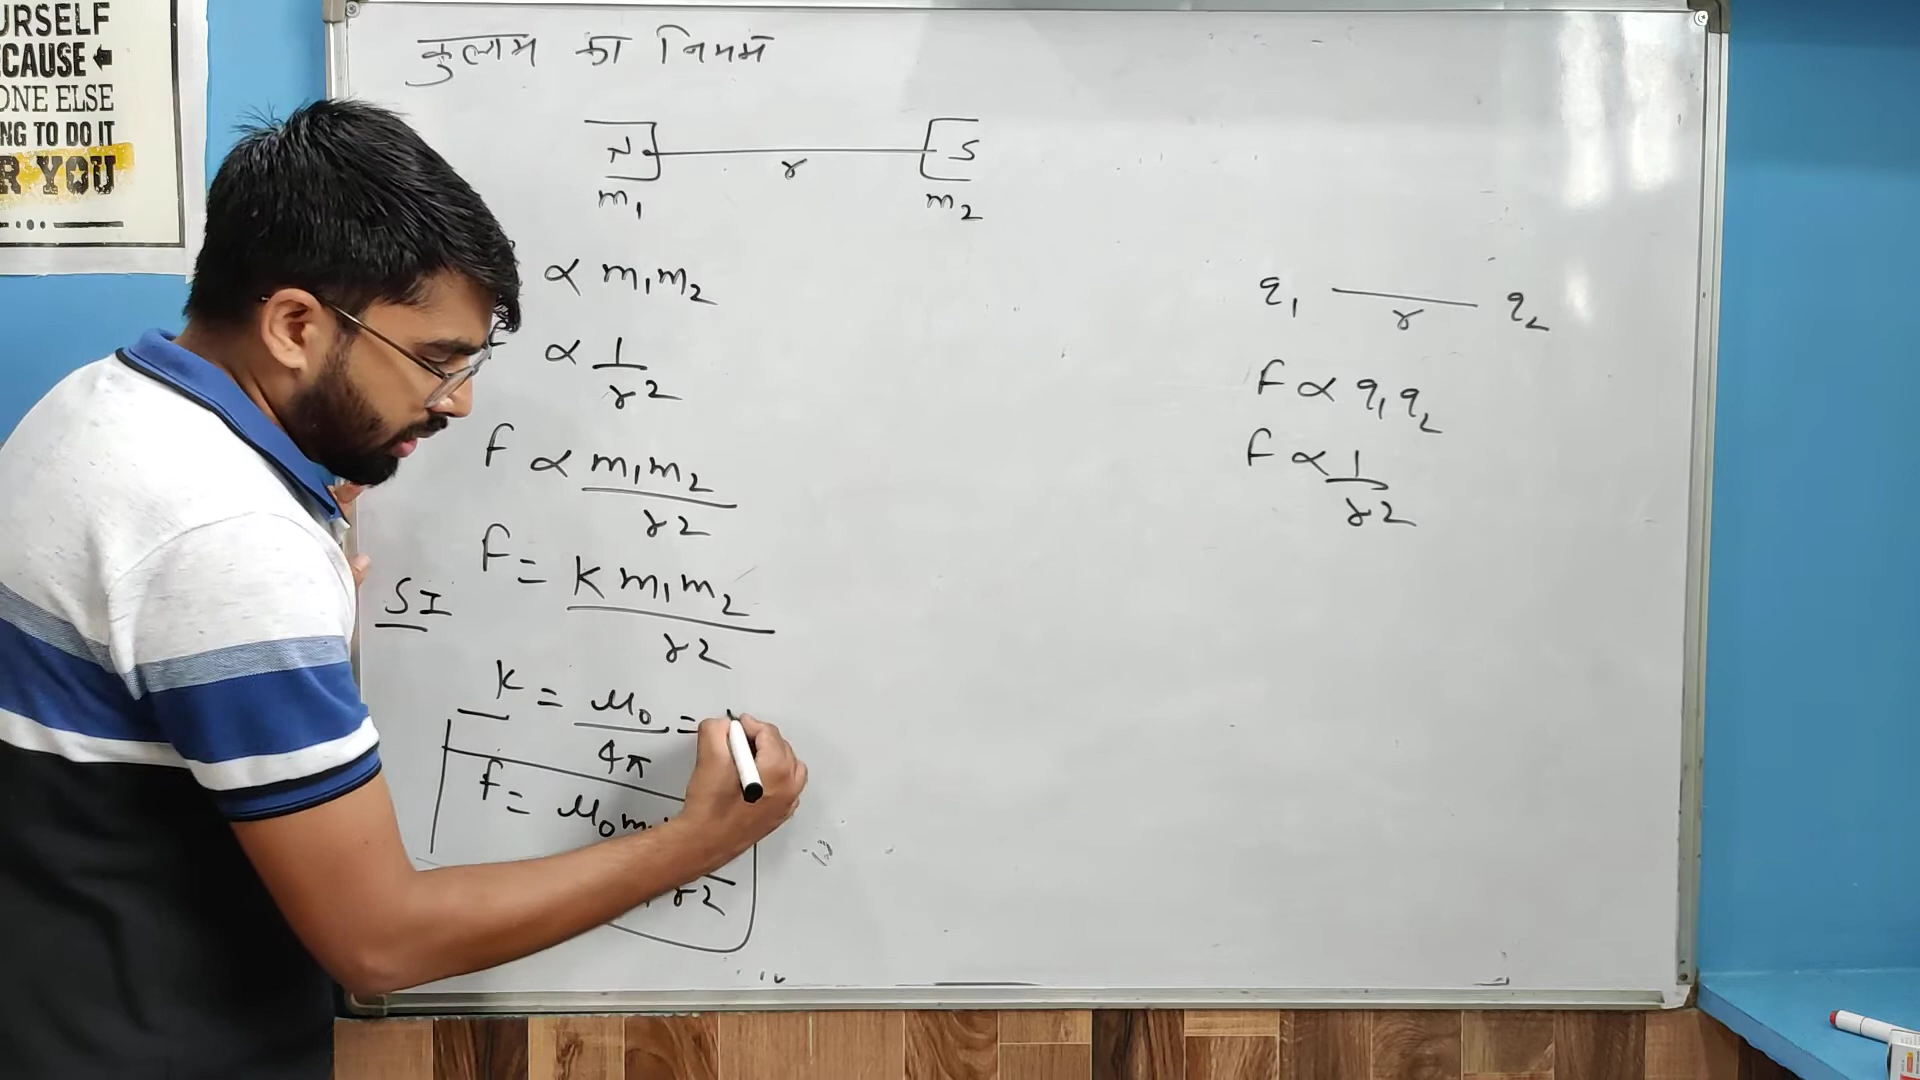 URSELF
ECAUSE
ONE ELSE
NG TO DO IT
R YOU
कुलाम का नियम
N r S
m₁ m₂
∝ m₁m₂
F ∝ 1/r²
F ∝ m₁m₂/r²
F = K m₁m₂/r²
SI
K = μ₀/4π =
F = μ₀m
r²
q₁ r q₂
F ∝ q₁q₂
F ∝ 1/r²